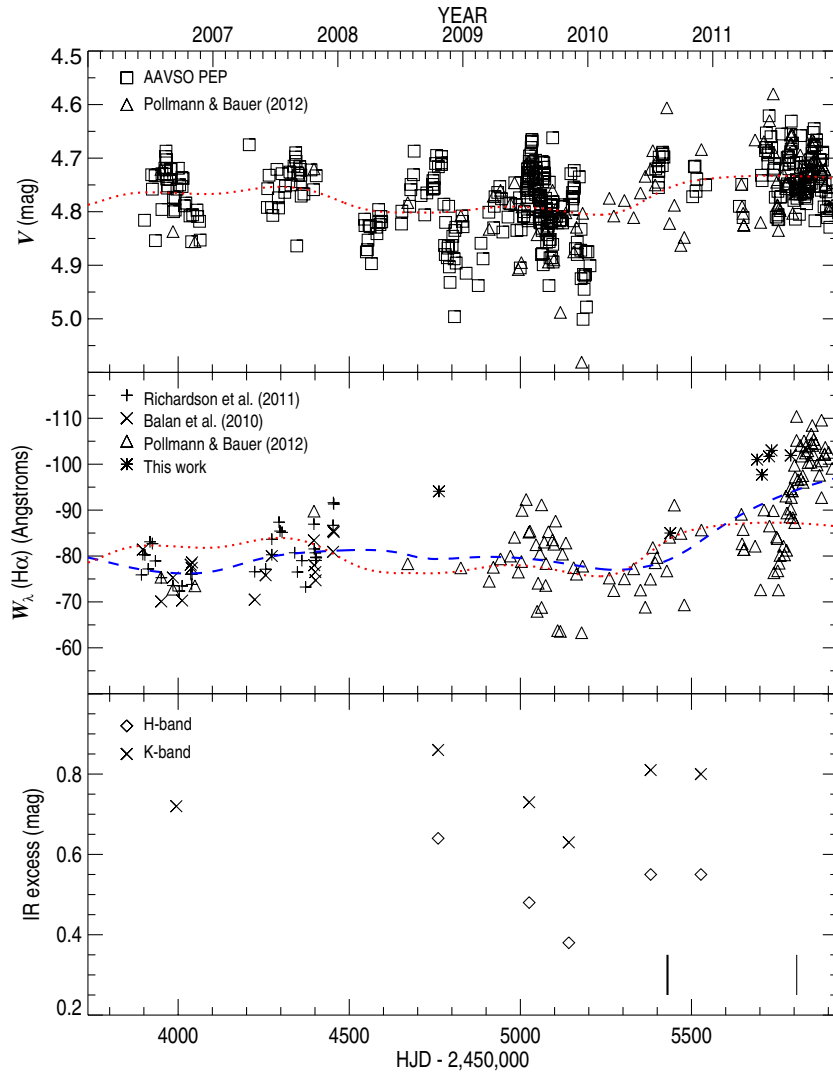 YEAR
2007 2008 2009 2010 2011
4.5
4.6
4.7
4.8
4.9
5.0
V (mag)
AAVSO PEP
Pollmann & Bauer (2012)
-110
-100
-90
-80
-70
-60
Wλ (Hα) (Angstroms)
Richardson et al. (2011)
Balan et al. (2010)
Pollmann & Bauer (2012)
This work
0.8
0.6
0.4
0.2
IR excess (mag)
H-band
K-band
4000 4500 5000 5500
HJD - 2,450,000